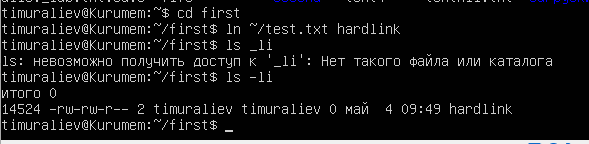 timuraliev@Kurumem:~$ cd first
timuraliev@Kurumem:~/first$ ln ~/test.txt hardlink
timuraliev@Kurumem:~/first$ ls _li
ls: невозможно получить доступ к '_li': Нет такого файла или каталога
timuraliev@Kurumem:~/first$ ls -li
итого 0
14524 -rw-rw-r-- 2 timuraliev timuraliev 0 май  4 09:49 hardlink
timuraliev@Kurumem:~/first$ _